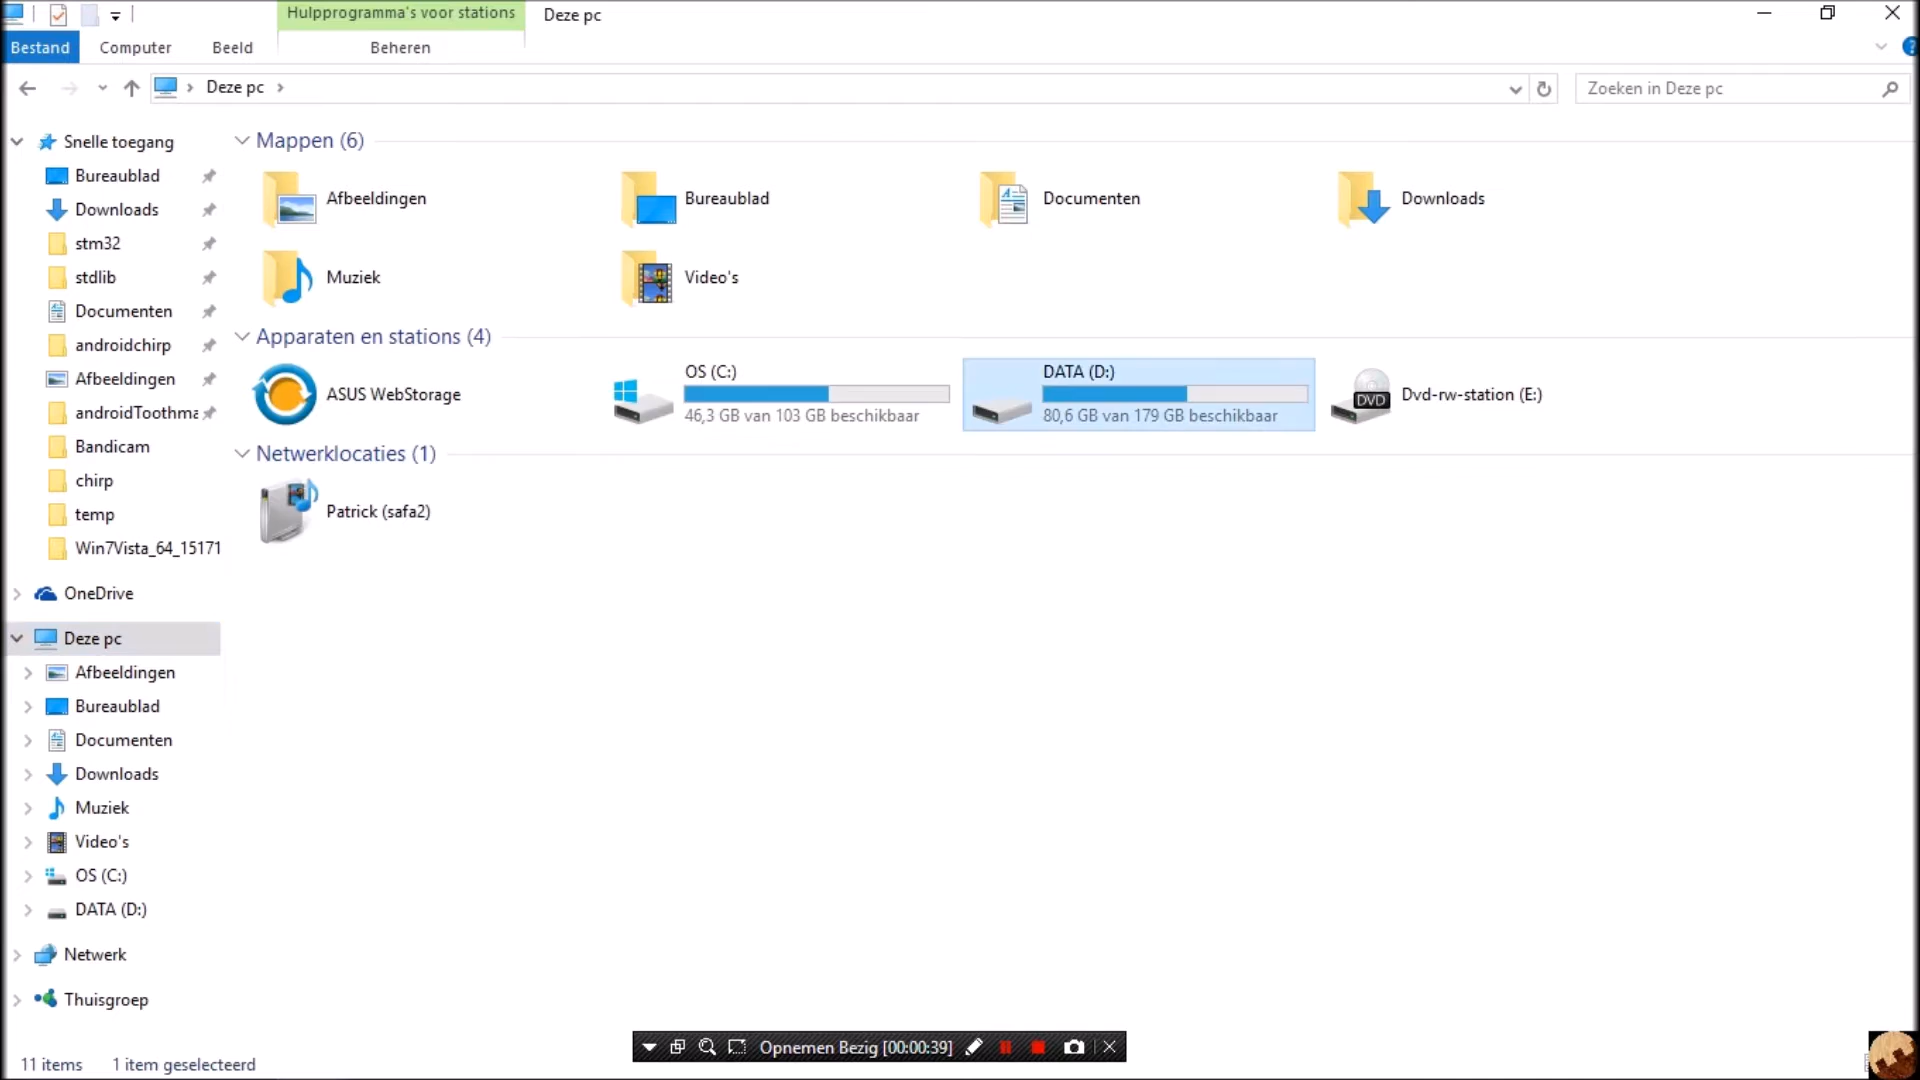 Hulpprogramma's voor stations
Deze pc
Bestand
Computer
Beeld
Beheren
Deze pc
Zoeken in Deze pc
Snelle toegang
Bureaublad
Downloads
stm32
stdlib
Documenten
androidchirp
Afbeeldingen
androidToothma
Bandicam
chirp
temp
Win7Vista_64_15171
OneDrive
Deze pc
Afbeeldingen
Bureaublad
Documenten
Downloads
Muziek
Video's
OS (C:)
DATA (D:)
Netwerk
Thuisgroep
Mappen (6)
Afbeeldingen
Bureaublad
Documenten
Downloads
Muziek
Video's
Apparaten en stations (4)
ASUS WebStorage
OS (C:)
46,3 GB van 103 GB beschikbaar
DATA (D:)
80,6 GB van 179 GB beschikbaar
DVD
Dvd-rw-station (E:)
Netwerklocaties (1)
Patrick (safa2)
Opnemen Bezig [00:00:39]
11 items
1 item geselecteerd